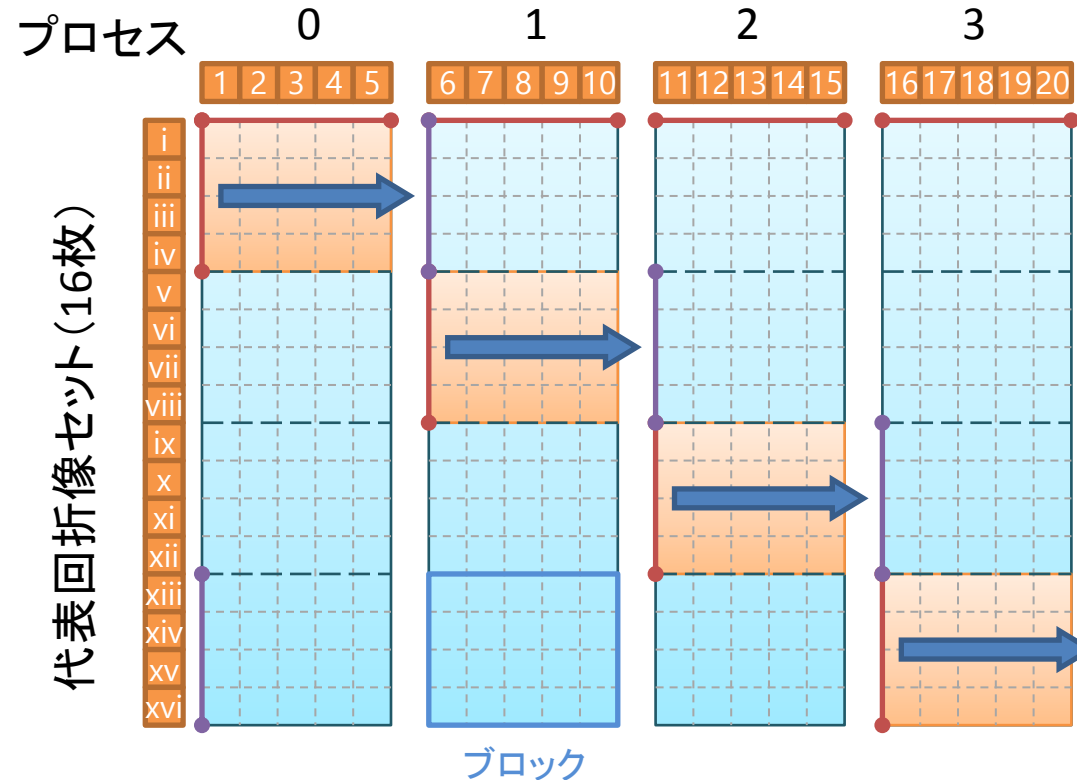 プロセス 0 1 2 3
1 2 3 4 5 6 7 8 9 10 11 12 13 14 15 16 17 18 19 20
代表回折像セット(16枚)
i
ii
iii
iv
v
vi
vii
viii
ix
x
xi
xii
xiii
xiv
xv
xvi
ブロック